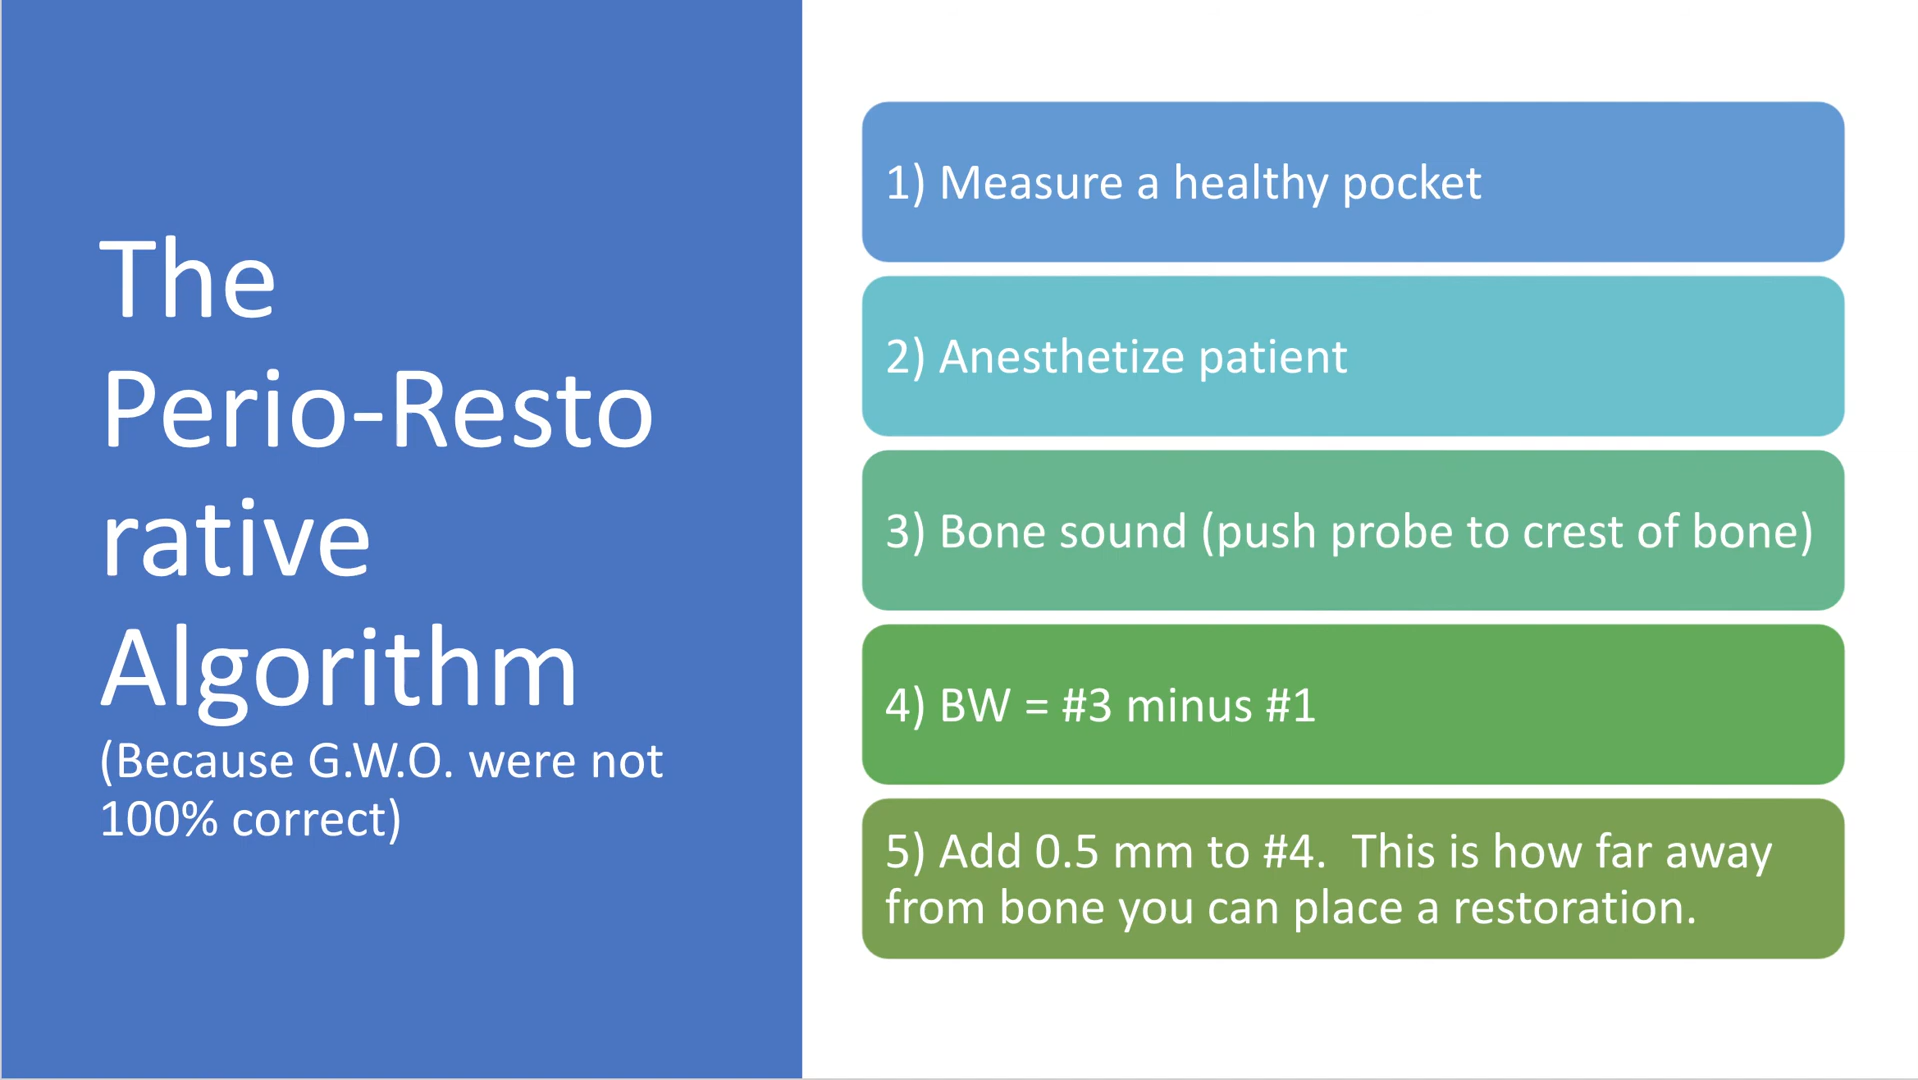 The
Perio-Resto
rative
Algorithm
(Because G.W.O. were not
100% correct)
1) Measure a healthy pocket
2) Anesthetize patient
3) Bone sound (push probe to crest of bone)
4) BW = #3 minus #1
5) Add 0.5 mm to #4.  This is how far away
from bone you can place a restoration.